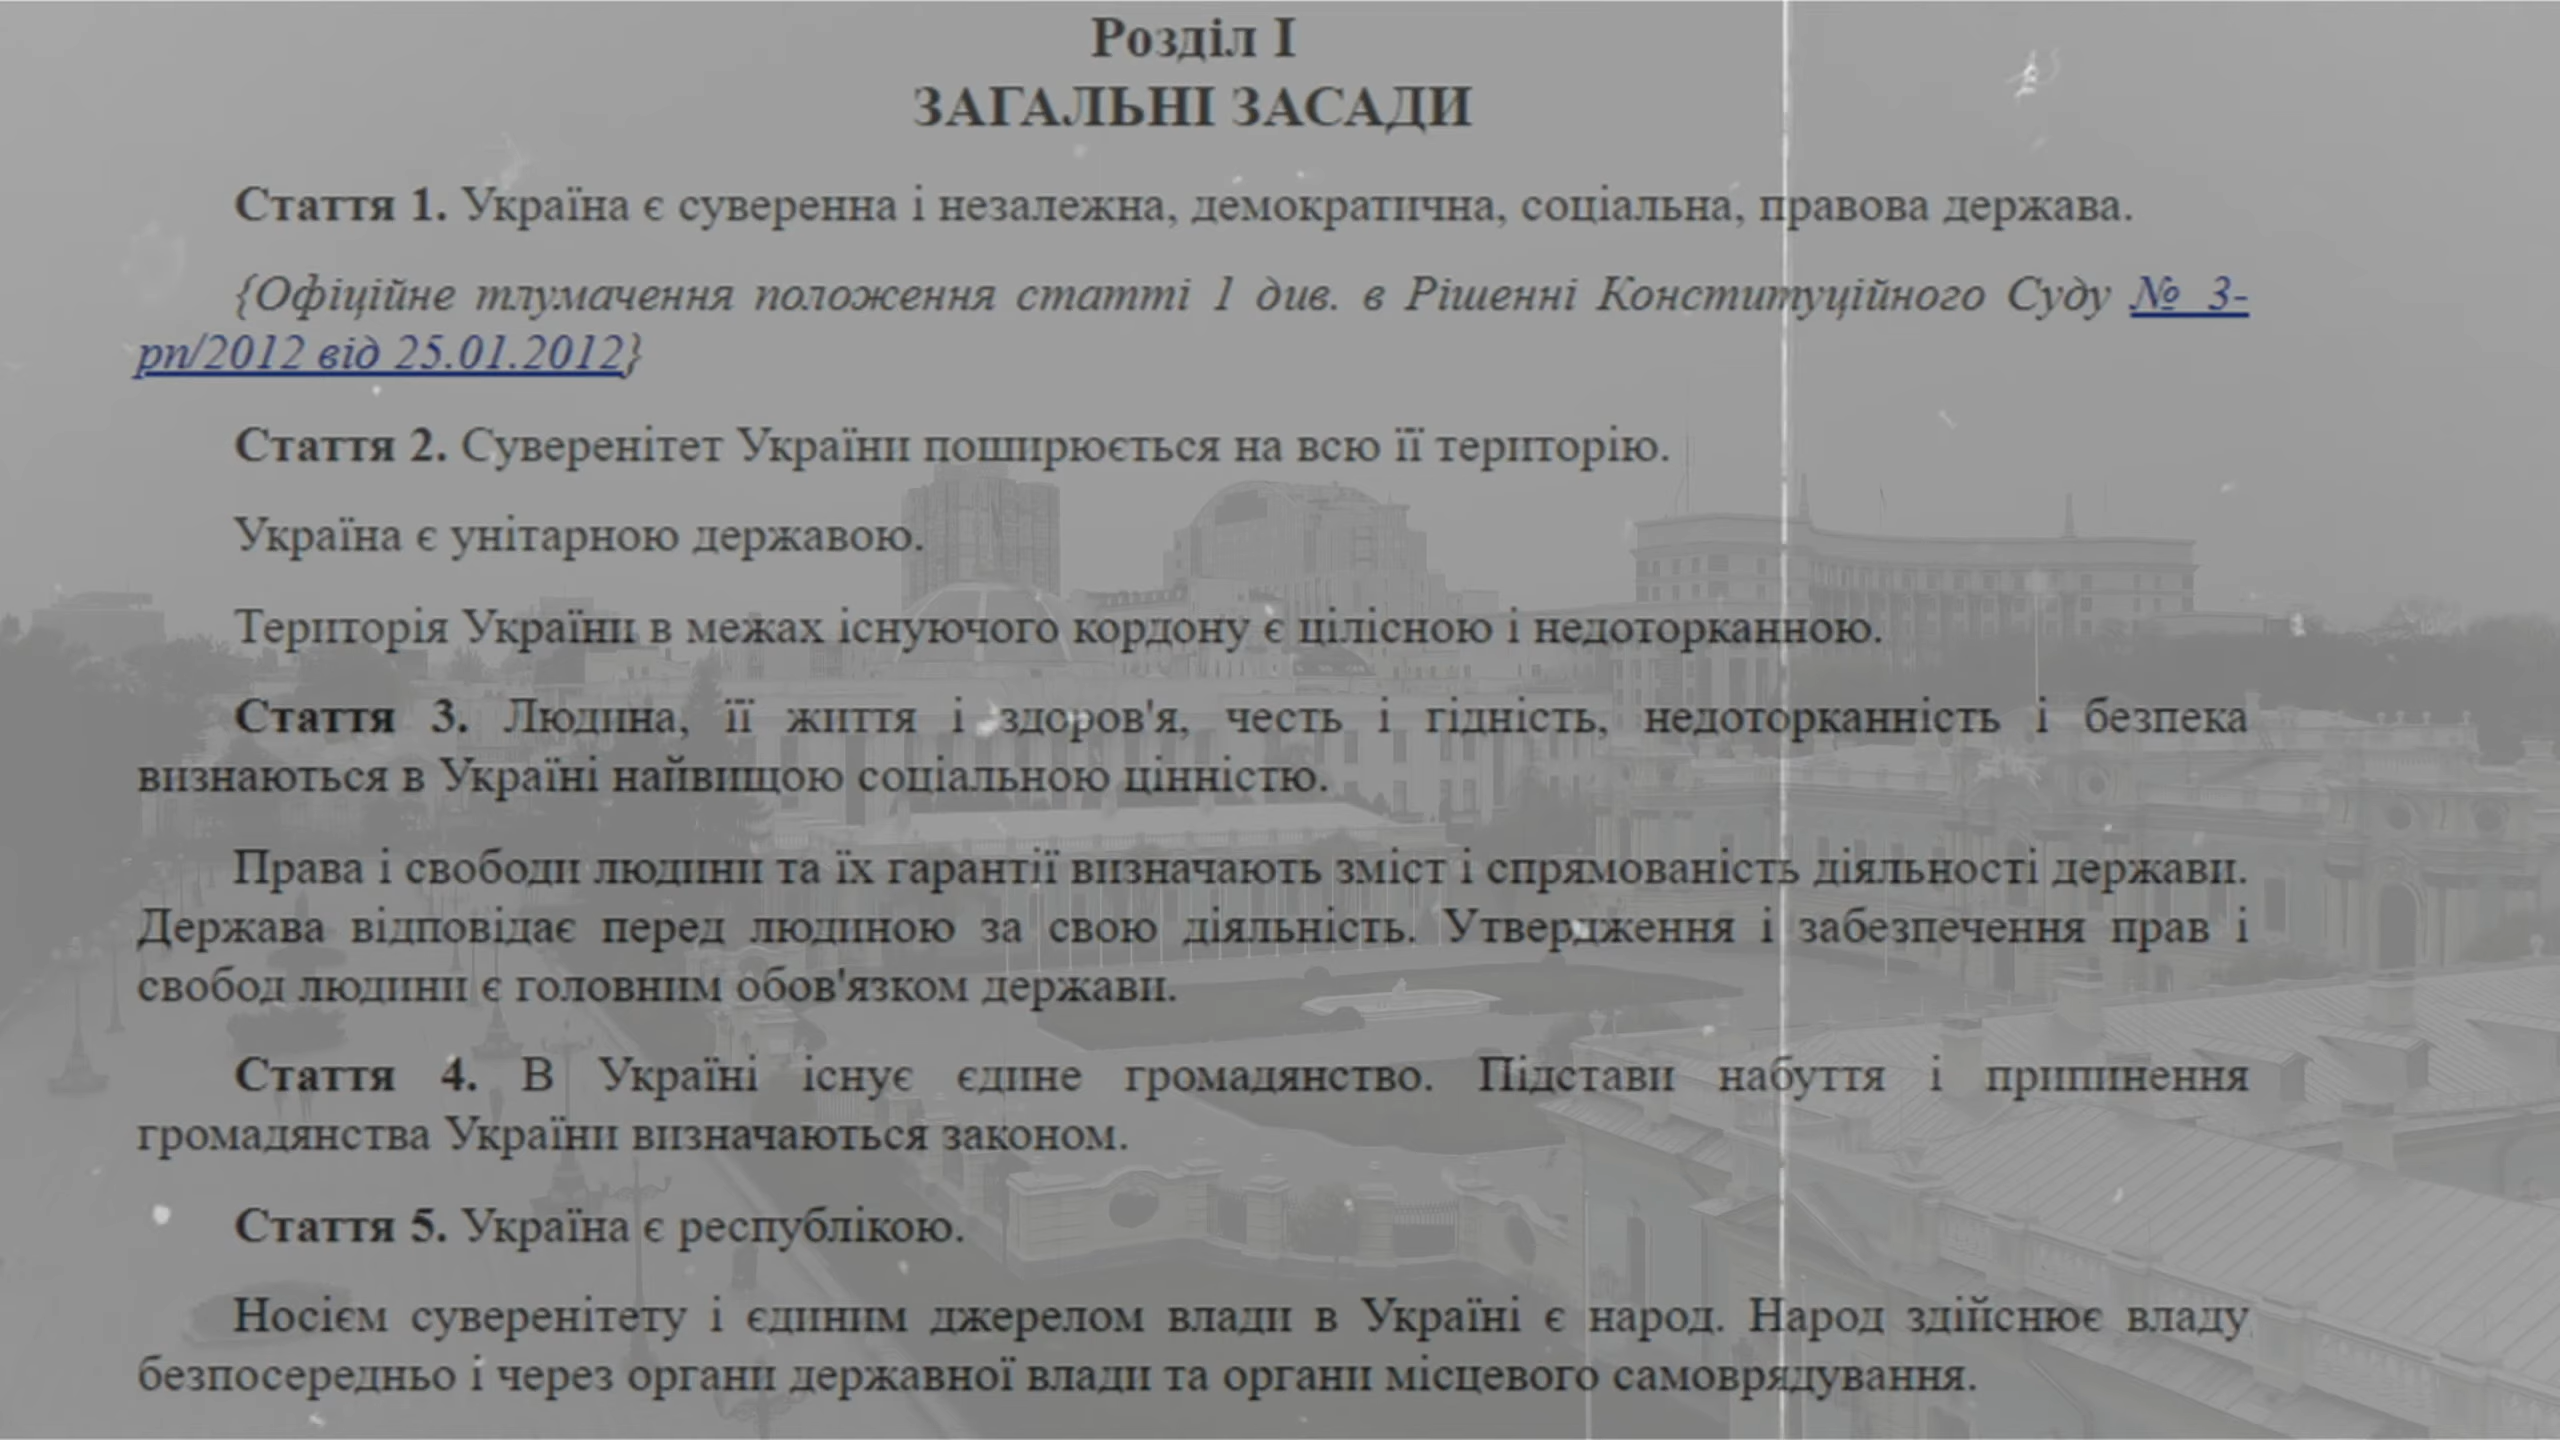 Розділ I
ЗАГАЛЬНІ ЗАСАДИ
Стаття 1. Україна є суверенна і незалежна, демократична, соціальна, правова держава.
{Офіційне тлумачення положення статті 1 див. в Рішенні Конституційного Суду № 3-
рп/2012 від 25.01.2012}
Стаття 2. Суверенітет України поширюється на всю її територію.
Україна є унітарною державою.
Територія України в межах існуючого кордону є цілісною і недоторканною.
Стаття 3. Людина, її життя і здоров'я, честь і гідність, недоторканність і безпека
визнаються в Україні найвищою соціальною цінністю.
Права і свободи людини та їх гарантії визначають зміст і спрямованість діяльності держави.
Держава відповідає перед людиною за свою діяльність. Утвердження і забезпечення прав і
свобод людини є головним обов'язком держави.
Стаття 4. В Україні існує єдине громадянство. Підстави набуття і припинення
громадянства України визначаються законом.
Стаття 5. Україна є республікою.
Носієм суверенітету і єдиним джерелом влади в Україні є народ. Народ здійснює владу
безпосередньо і через органи державної влади та органи місцевого самоврядування.